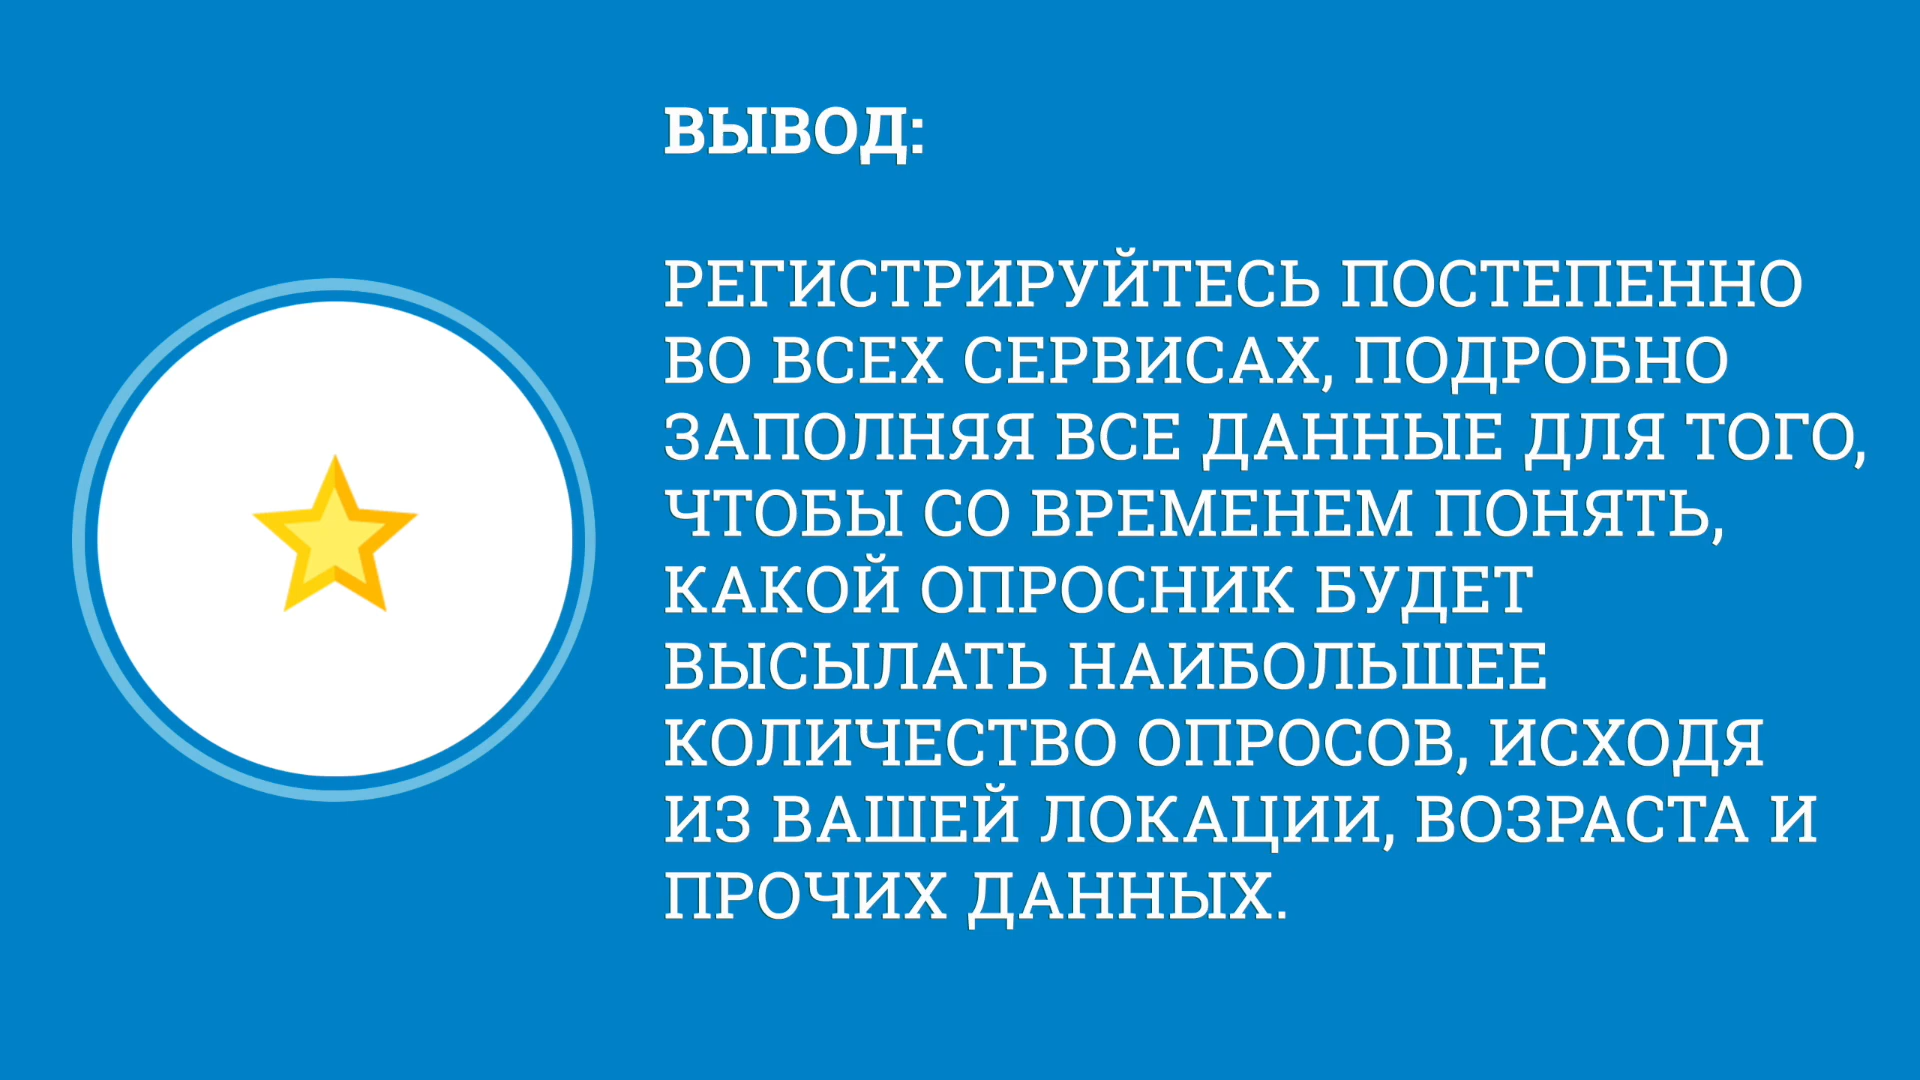 ВЫВОД:
РЕГИСТРИРУЙТЕСЬ ПОСТЕПЕННО
ВО ВСЕХ СЕРВИСАХ, ПОДРОБНО
ЗАПОЛНЯЯ ВСЕ ДАННЫЕ ДЛЯ ТОГО,
ЧТОБЫ СО ВРЕМЕНЕМ ПОНЯТЬ,
КАКОЙ ОПРОСНИК БУДЕТ
ВЫСЫЛАТЬ НАИБОЛЬШЕЕ
КОЛИЧЕСТВО ОПРОСОВ, ИСХОДЯ
ИЗ ВАШЕЙ ЛОКАЦИИ, ВОЗРАСТА И
ПРОЧИХ ДАННЫХ.